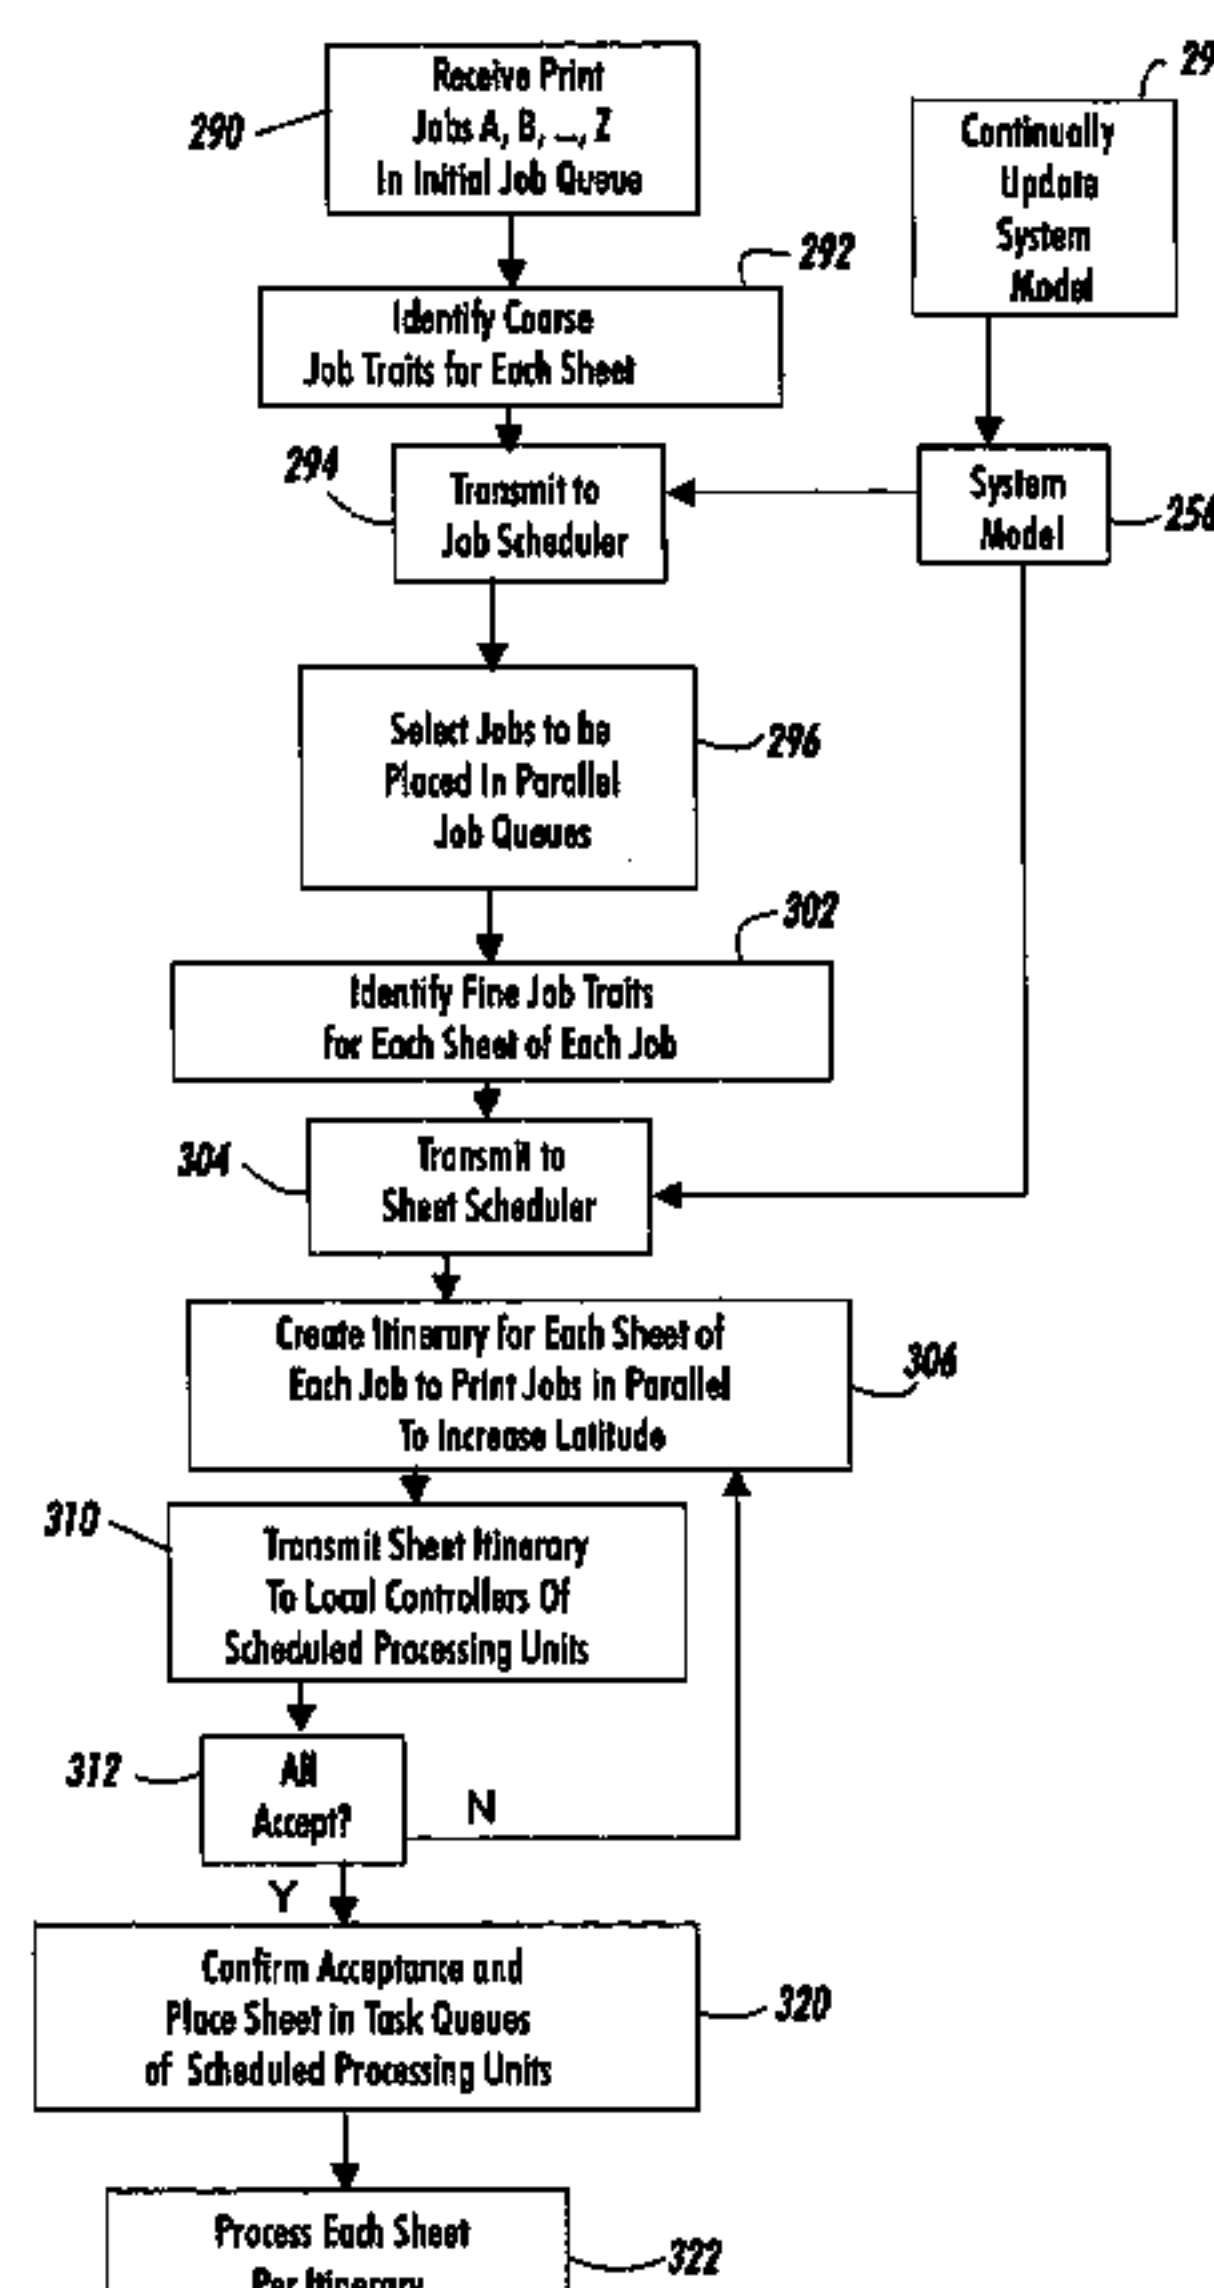 Receive Print
Jobs A, B, ..., Z
In Initial Job Queue
290
29
Continually
Update
System
Model
292
Identify Coarse
Job Traits for Each Sheet
294
Transmit to
Job Scheduler
System
Model
256
Select Jobs to be
Placed In Parallel
Job Queues
296
302
Identify Fine Job Traits
for Each Sheet of Each Job
304
Transmit to
Sheet Scheduler
Create Itinerary for Each Sheet of
Each Job to Print Jobs in Parallel
To Increase Latitude
306
310
Transmit Sheet Itinerary
To Local Controllers Of
Scheduled Processing Units
312
All
Accept?
N
Y
Confirm Acceptance and
Place Sheet in Task Queues
of Scheduled Processing Units
320
Process Each Sheet
Per Itinerary
322